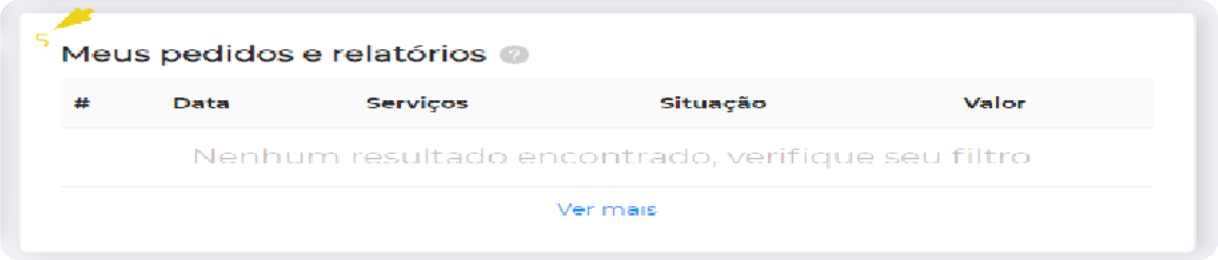 5
Meus pedidos e relatórios ?
# Data Serviços Situação Valor
Nenhum resultado encontrado, verifique seu filtro
Ver mais